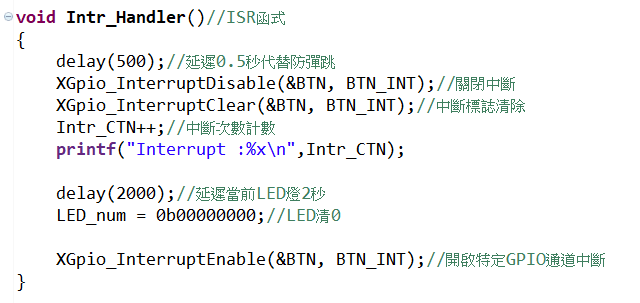 void Intr_Handler()//ISR函式
{
delay(500);//延遲0.5秒代替防彈跳
XGpio_InterruptDisable(&BTN, BTN_INT);//關閉中斷
XGpio_InterruptClear(&BTN, BTN_INT);//中斷標誌清除
Intr_CTN++;//中斷次數計數
printf("Interrupt :%x\n",Intr_CTN);
delay(2000);//延遲當前LED燈2秒
LED_num = 0b00000000;//LED清0
XGpio_InterruptEnable(&BTN, BTN_INT);//開啟特定GPIO通道中斷
}